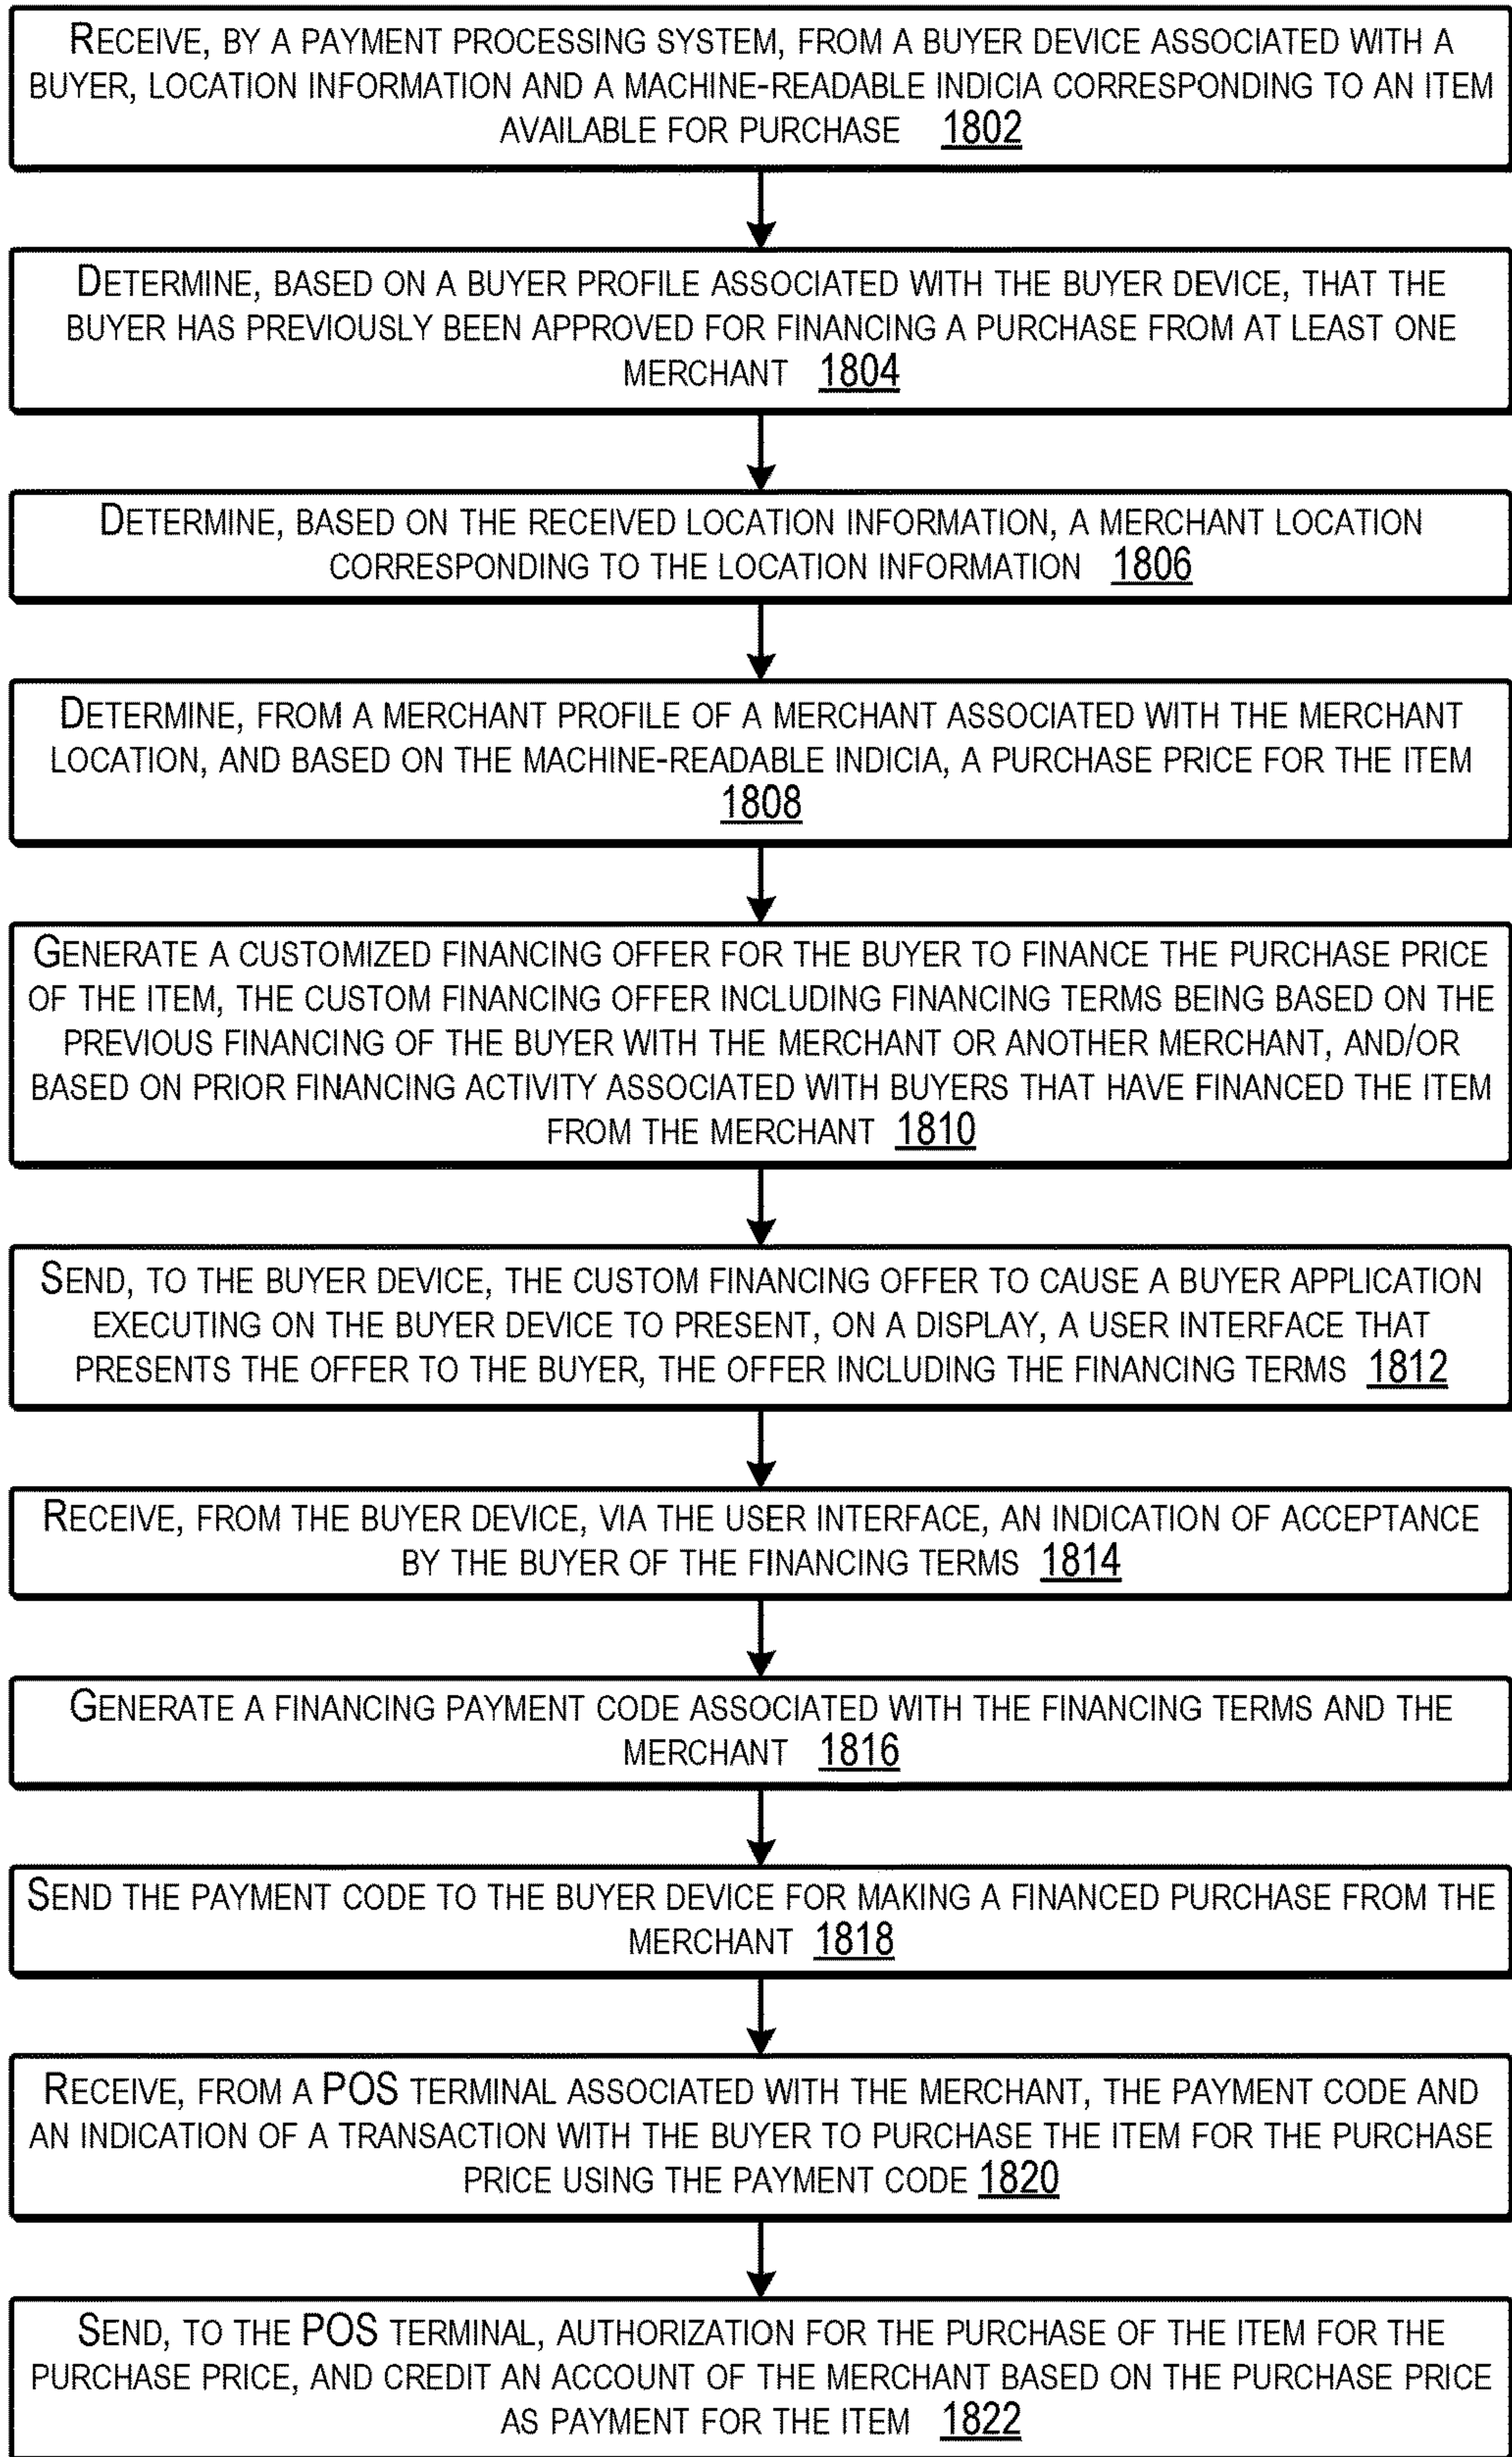 RECEIVE, BY A PAYMENT PROCESSING SYSTEM, FROM A BUYER DEVICE ASSOCIATED WITH A
BUYER, LOCATION INFORMATION AND A MACHINE-READABLE INDICIA CORRESPONDING TO AN ITEM
AVAILABLE FOR PURCHASE 1802
DETERMINE, BASED ON A BUYER PROFILE ASSOCIATED WITH THE BUYER DEVICE, THAT THE
BUYER HAS PREVIOUSLY BEEN APPROVED FOR FINANCING A PURCHASE FROM AT LEAST ONE
MERCHANT 1804
DETERMINE, BASED ON THE RECEIVED LOCATION INFORMATION, A MERCHANT LOCATION
CORRESPONDING TO THE LOCATION INFORMATION 1806
DETERMINE, FROM A MERCHANT PROFILE OF A MERCHANT ASSOCIATED WITH THE MERCHANT
LOCATION, AND BASED ON THE MACHINE-READABLE INDICIA, A PURCHASE PRICE FOR THE ITEM
1808
GENERATE A CUSTOMIZED FINANCING OFFER FOR THE BUYER TO FINANCE THE PURCHASE PRICE
OF THE ITEM, THE CUSTOM FINANCING OFFER INCLUDING FINANCING TERMS BEING BASED ON THE
PREVIOUS FINANCING OF THE BUYER WITH THE MERCHANT OR ANOTHER MERCHANT, AND/OR
BASED ON PRIOR FINANCING ACTIVITY ASSOCIATED WITH BUYERS THAT HAVE FINANCED THE ITEM
FROM THE MERCHANT 1810
SEND, TO THE BUYER DEVICE, THE CUSTOM FINANCING OFFER TO CAUSE A BUYER APPLICATION
EXECUTING ON THE BUYER DEVICE TO PRESENT, ON A DISPLAY, A USER INTERFACE THAT
PRESENTS THE OFFER TO THE BUYER, THE OFFER INCLUDING THE FINANCING TERMS 1812
RECEIVE, FROM THE BUYER DEVICE, VIA THE USER INTERFACE, AN INDICATION OF ACCEPTANCE
BY THE BUYER OF THE FINANCING TERMS 1814
GENERATE A FINANCING PAYMENT CODE ASSOCIATED WITH THE FINANCING TERMS AND THE
MERCHANT 1816
SEND THE PAYMENT CODE TO THE BUYER DEVICE FOR MAKING A FINANCED PURCHASE FROM THE
MERCHANT 1818
RECEIVE, FROM A POS TERMINAL ASSOCIATED WITH THE MERCHANT, THE PAYMENT CODE AND
AN INDICATION OF A TRANSACTION WITH THE BUYER TO PURCHASE THE ITEM FOR THE PURCHASE
PRICE USING THE PAYMENT CODE 1820
SEND, TO THE POS TERMINAL, AUTHORIZATION FOR THE PURCHASE OF THE ITEM FOR THE
PURCHASE PRICE, AND CREDIT AN ACCOUNT OF THE MERCHANT BASED ON THE PURCHASE PRICE
AS PAYMENT FOR THE ITEM 1822